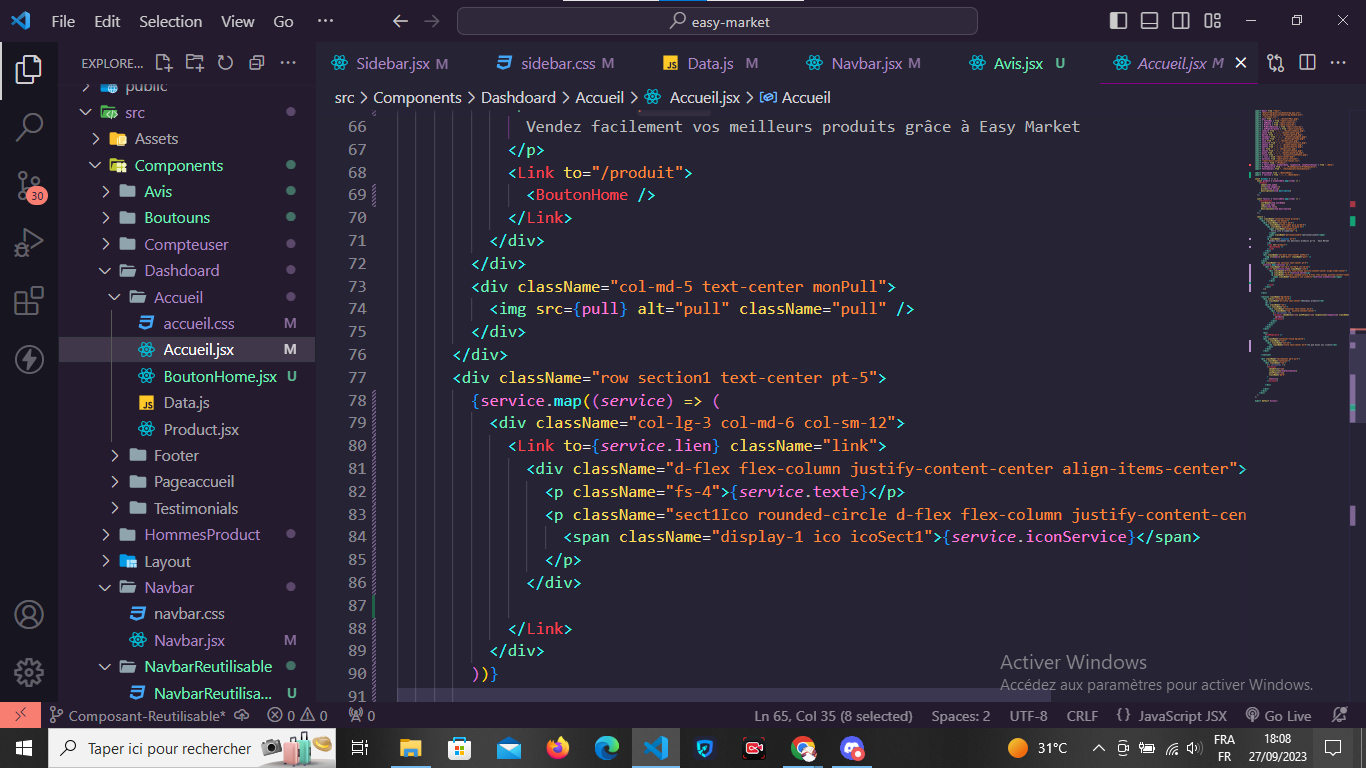 File Edit Selection View Go ···
easy-market
EXPLORE...
Sidebar.jsx M
sidebar.css M
Data.js M
Navbar.jsx M
Avis.jsx U
Accueil.jsx M
src > Components > Dashdoard > Accueil > Accueil.jsx > Accueil
public
src
Assets
Components
Avis
Boutouns
Compteuser
Dashdoard
Accueil
accueil.css M
Accueil.jsx M
BoutonHome.jsx U
Data.js
Product.jsx
Footer
Pageaccueil
Testimonials
HommesProduct
Layout
Navbar
navbar.css
Navbar.jsx M
NavbarReutilisable
NavbarReutilisa... U
30
66 Vendez facilement vos meilleurs produits grâce à Easy Market
67 </p>
68 <Link to="/produit">
69 <BoutonHome />
70 </Link>
71 </div>
72 </div>
73 <div className="col-md-5 text-center monPull">
74 <img src={pull} alt="pull" className="pull" />
75 </div>
76 </div>
77 <div className="row section1 text-center pt-5">
78 {service.map((service) => (
79 <div className="col-lg-3 col-md-6 col-sm-12">
80 <Link to={service.lien} className="link">
81 <div className="d-flex flex-column justify-content-center align-items-center">
82 <p className="fs-4">{service.texte}</p>
83 <p className="sect1Ico rounded-circle d-flex flex-column justify-content-cen
84 <span className="display-1 ico icoSect1">{service.iconService}</span>
85 </p>
86 </div>
87
88 </Link>
89 </div>
90 ))}
91
Activer Windows
Accédez aux paramètres pour activer Windows.
Composant-Reutilisable* 0 0 0 Ln 65, Col 35 (8 selected) Spaces: 2 UTF-8 CRLF {} JavaScript JSX Go Live
Taper ici pour rechercher
31°C
FRA
FR
18:08
27/09/2023